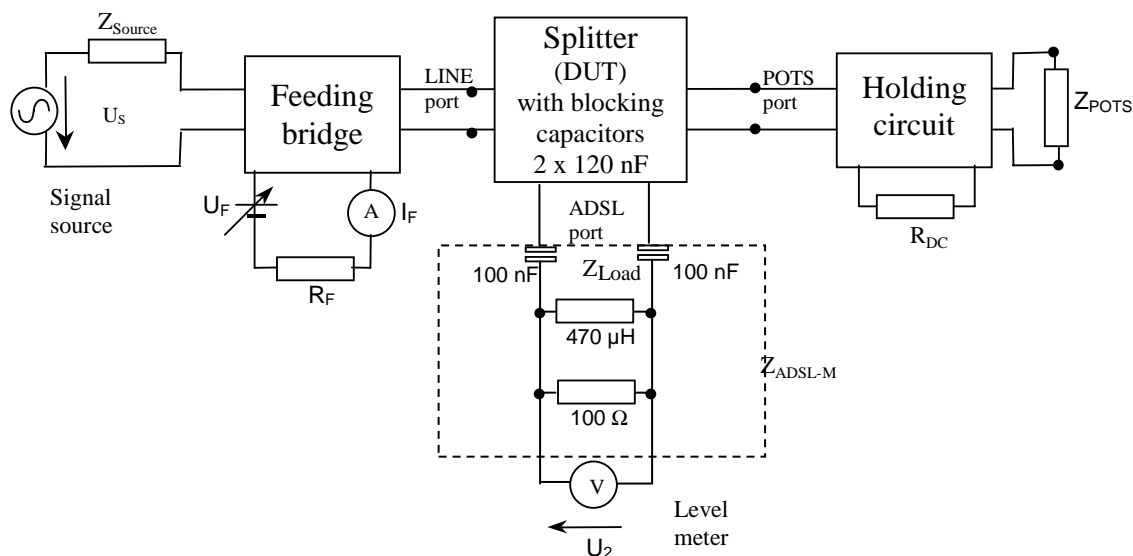 Z_Source
U_S
Signal
source
Feeding
bridge
U_F
A
I_F
R_F
LINE
port
Splitter
(DUT)
with blocking
capacitors
2 x 120 nF
POTS
port
Holding
circuit
Z_POTS
R_DC
ADSL
port
100 nF
Z_Load
100 nF
470 µH
Z_ADSL-M
100 Ω
V
U_2
Level
meter